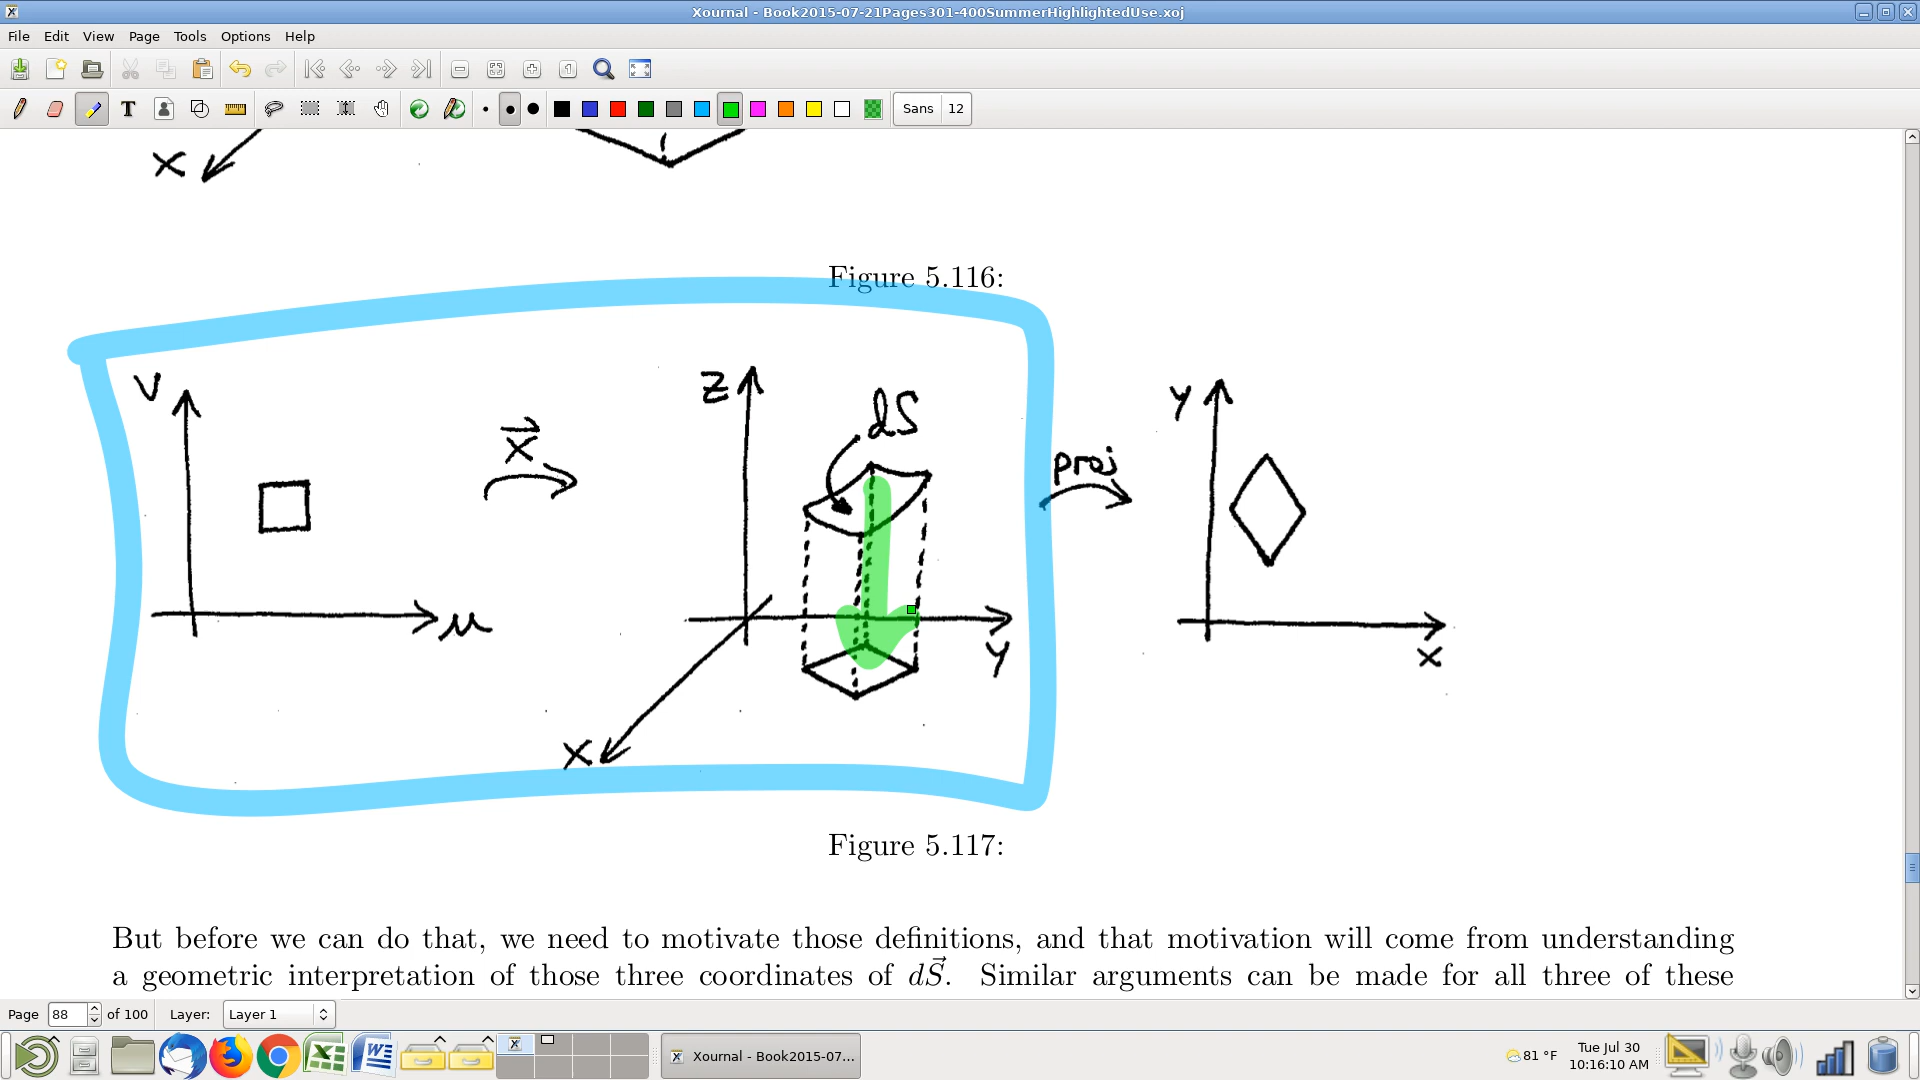 Xournal - Book2015-07-21Pages301-400SummerHighlightedUse.xoj
File Edit View Page Tools Options Help
Sans 12
x
Figure 5.116:
v
z
dS
y
x⃗
proj
u
y
x
x
Figure 5.117:
But before we can do that, we need to motivate those definitions, and that motivation will come from understanding
a geometric interpretation of those three coordinates of dS⃗. Similar arguments can be made for all three of these
Page 88 of 100 Layer: Layer 1
Xournal - Book2015-07...
81 °F
Tue Jul 30
10:16:10 AM